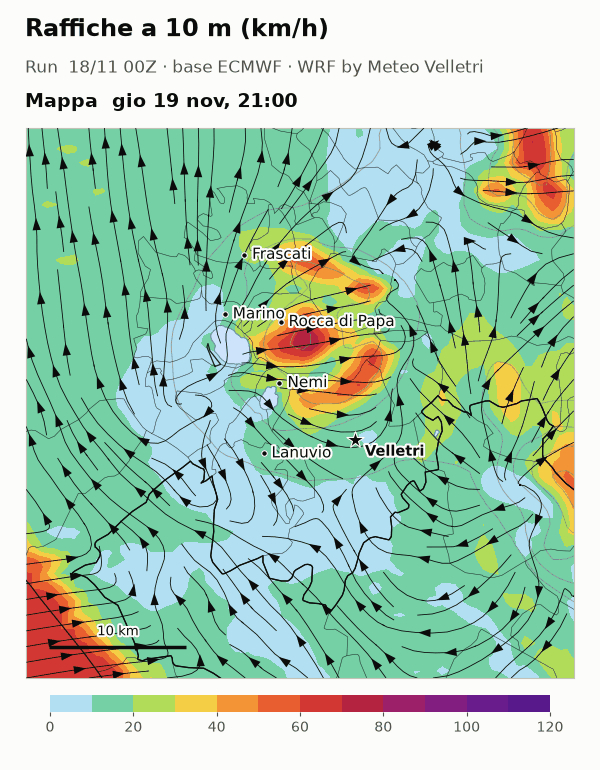 Raffiche a 10 m (km/h)
Run  18/11 00Z · base ECMWF · WRF by Meteo Velletri
Mappa  gio 19 nov, 21:00
Frascati
Marino
Rocca di Papa
Nemi
Velletri
Lanuvio
10 km
0 20 40 60 80 100 120